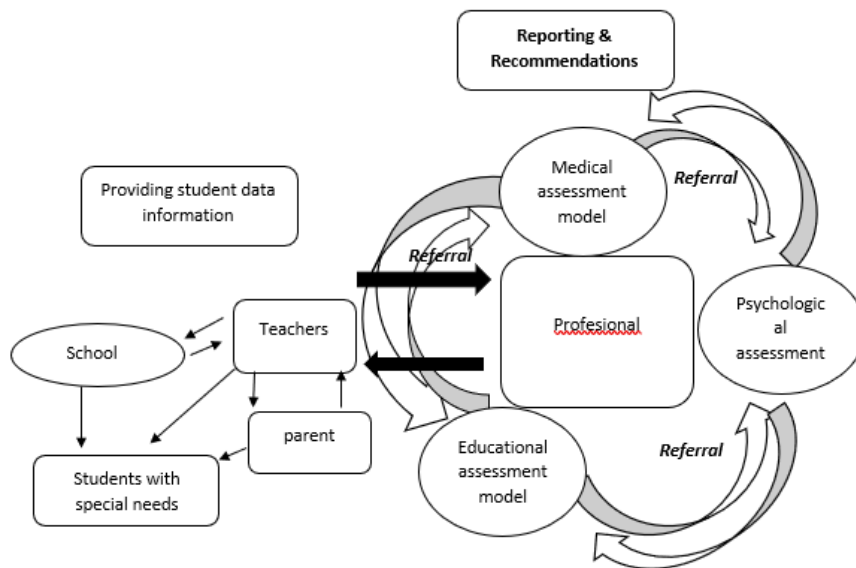 Reporting &
Recommendations
Providing student data
information
Medical
assessment
model
Referral
Referral
Profesional
Psychologic
al
assessment
Teachers
School
parent
Students with
special needs
Educational
assessment
model
Referral